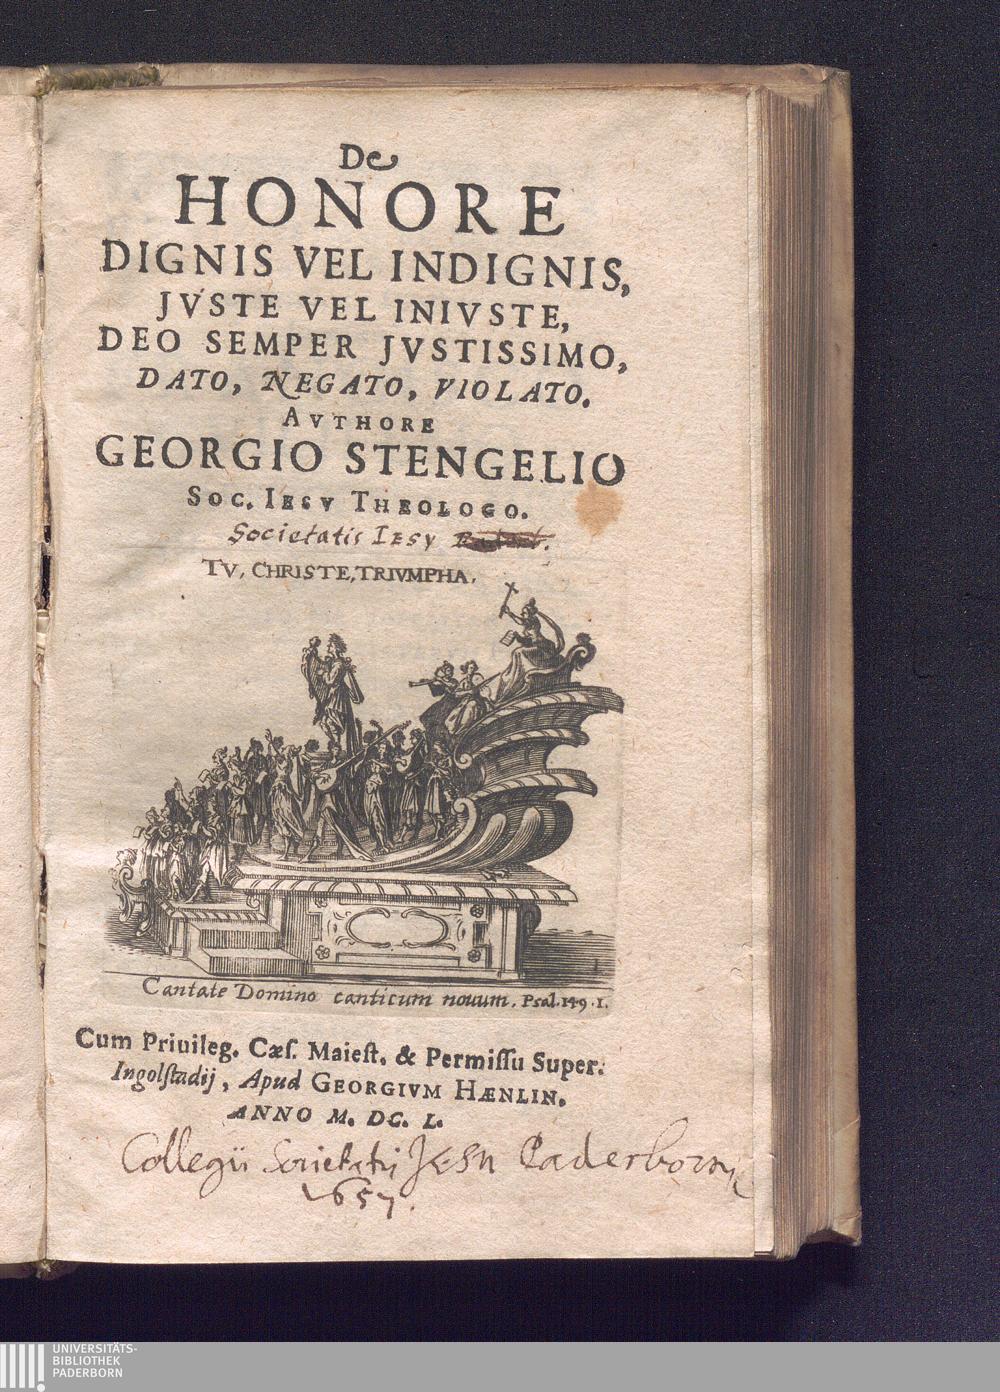 De
HONORE
DIGNIS VEL INDIGNIS,
JVSTE VEL INIVSTE,
DEO SEMPER JVSTISSIMO,
DATO, NEGATO, VIOLATO.
AVTHORE
GEORGIO STENGELIO
SOC. IESV THEOLOGO.
Societatis IESV
TV, CHRISTE, TRIVMPHA.
Cantate Domino canticum nouum. Psal. 149. 1.
Cum Priuileg. Cæſ. Maieſt. & Permiſſu Super:
Ingolſtadij, Apud GEORGIVM HÆNLIN.
ANNO M. DC. L.
Collegii Societatis JESU Paderborn
1657.
UNIVERSITÄTS-
BIBLIOTHEK
PADERBORN